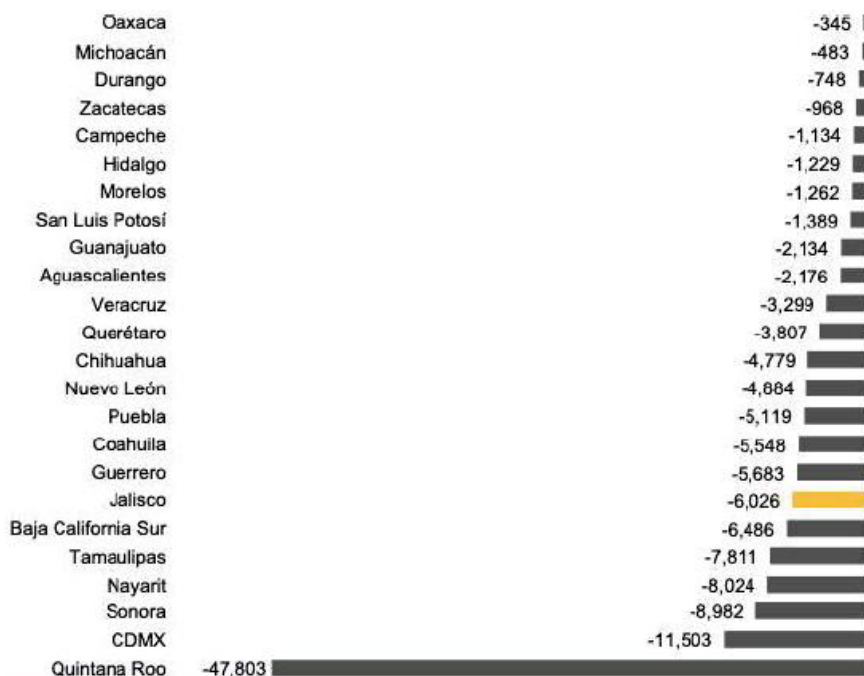 Oaxaca -345
Michoacán -483
Durango -748
Zacatecas -968
Campeche -1,134
Hidalgo -1,229
Morelos -1,262
San Luis Potosí -1,389
Guanajuato -2,134
Aguascalientes -2,176
Veracruz -3,299
Querétaro -3,807
Chihuahua -4,779
Nuevo León -4,884
Puebla -5,119
Coahuila -5,548
Guerrero -5,683
Jalisco -6,026
Baja California Sur -6,486
Tamaulipas -7,811
Nayarit -8,024
Sonora -8,982
CDMX -11,503
Quintana Roo -47,803